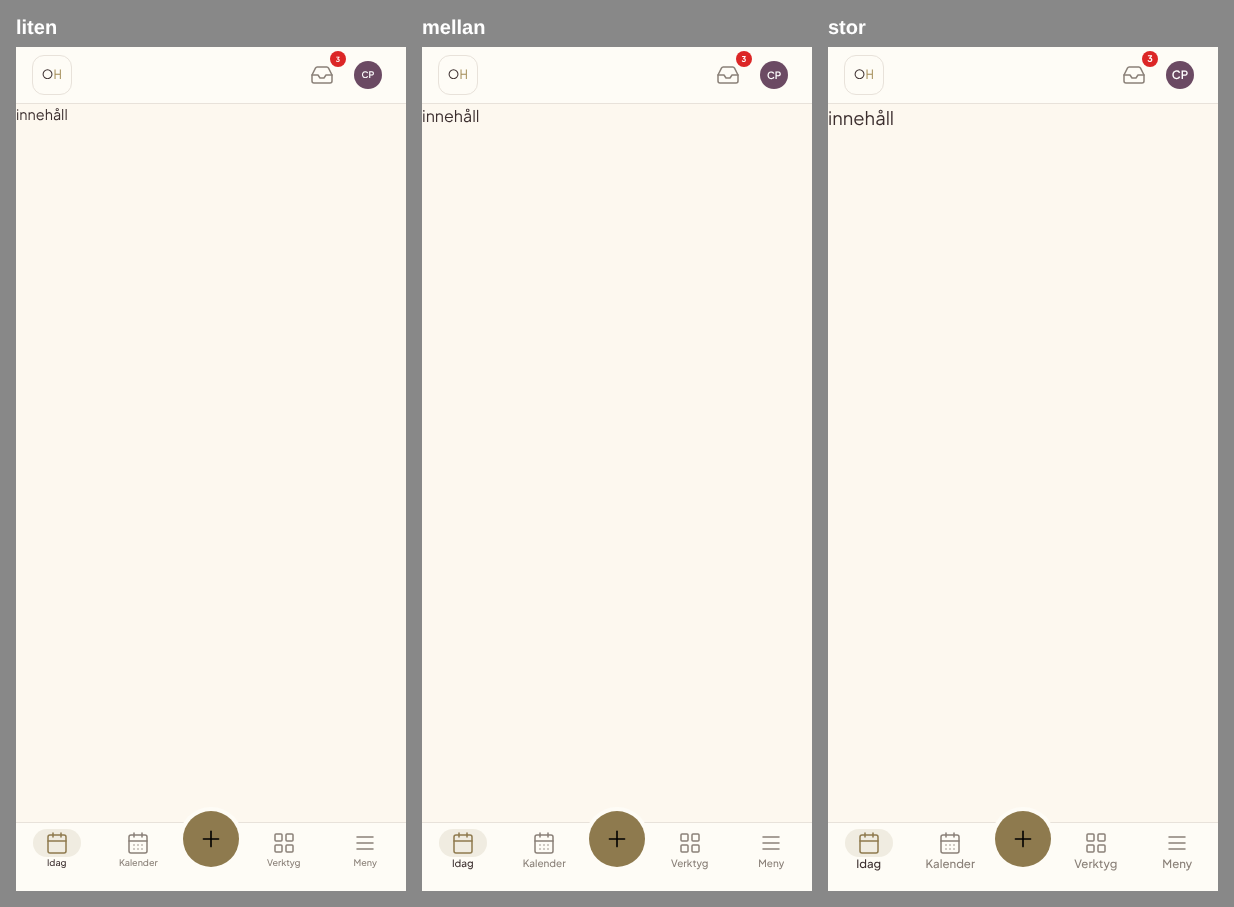 liten
mellan
stor
OH
3
CP
OH
3
CP
OH
3
CP
innehåll
innehåll
innehåll
Idag
Kalender
Verktyg
Meny
Idag
Kalender
Verktyg
Meny
Idag
Kalender
Verktyg
Meny